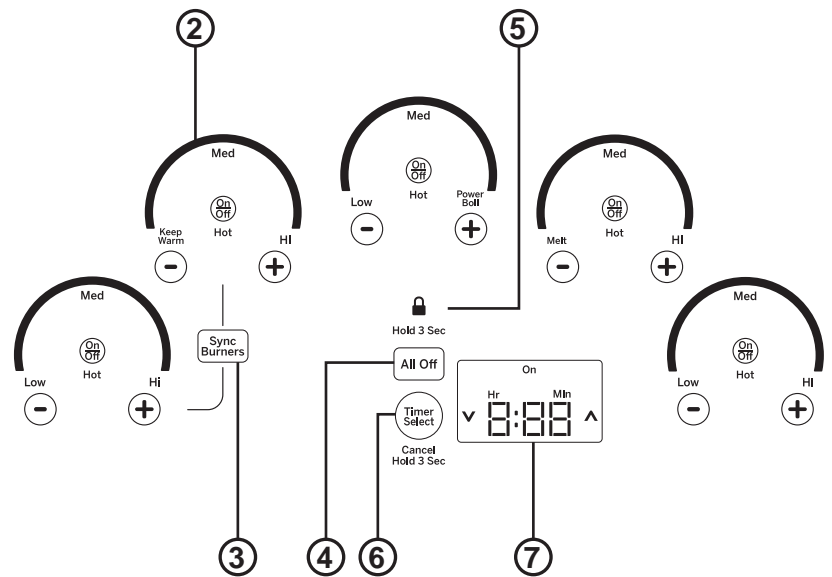 2
5
Med
On
Off
Hot
Keep
Warm
HI
Med
On
Off
Hot
Low
Power
Boil
Med
On
Off
Hot
Melt
HI
Med
On
Off
Hot
Low
Hi
Sync
Burners
Hold 3 Sec
All Off
Timer
Select
Cancel
Hold 3 Sec
On
Hr
Min
8:88
Med
On
Off
Hot
Low
HI
3
4
6
7